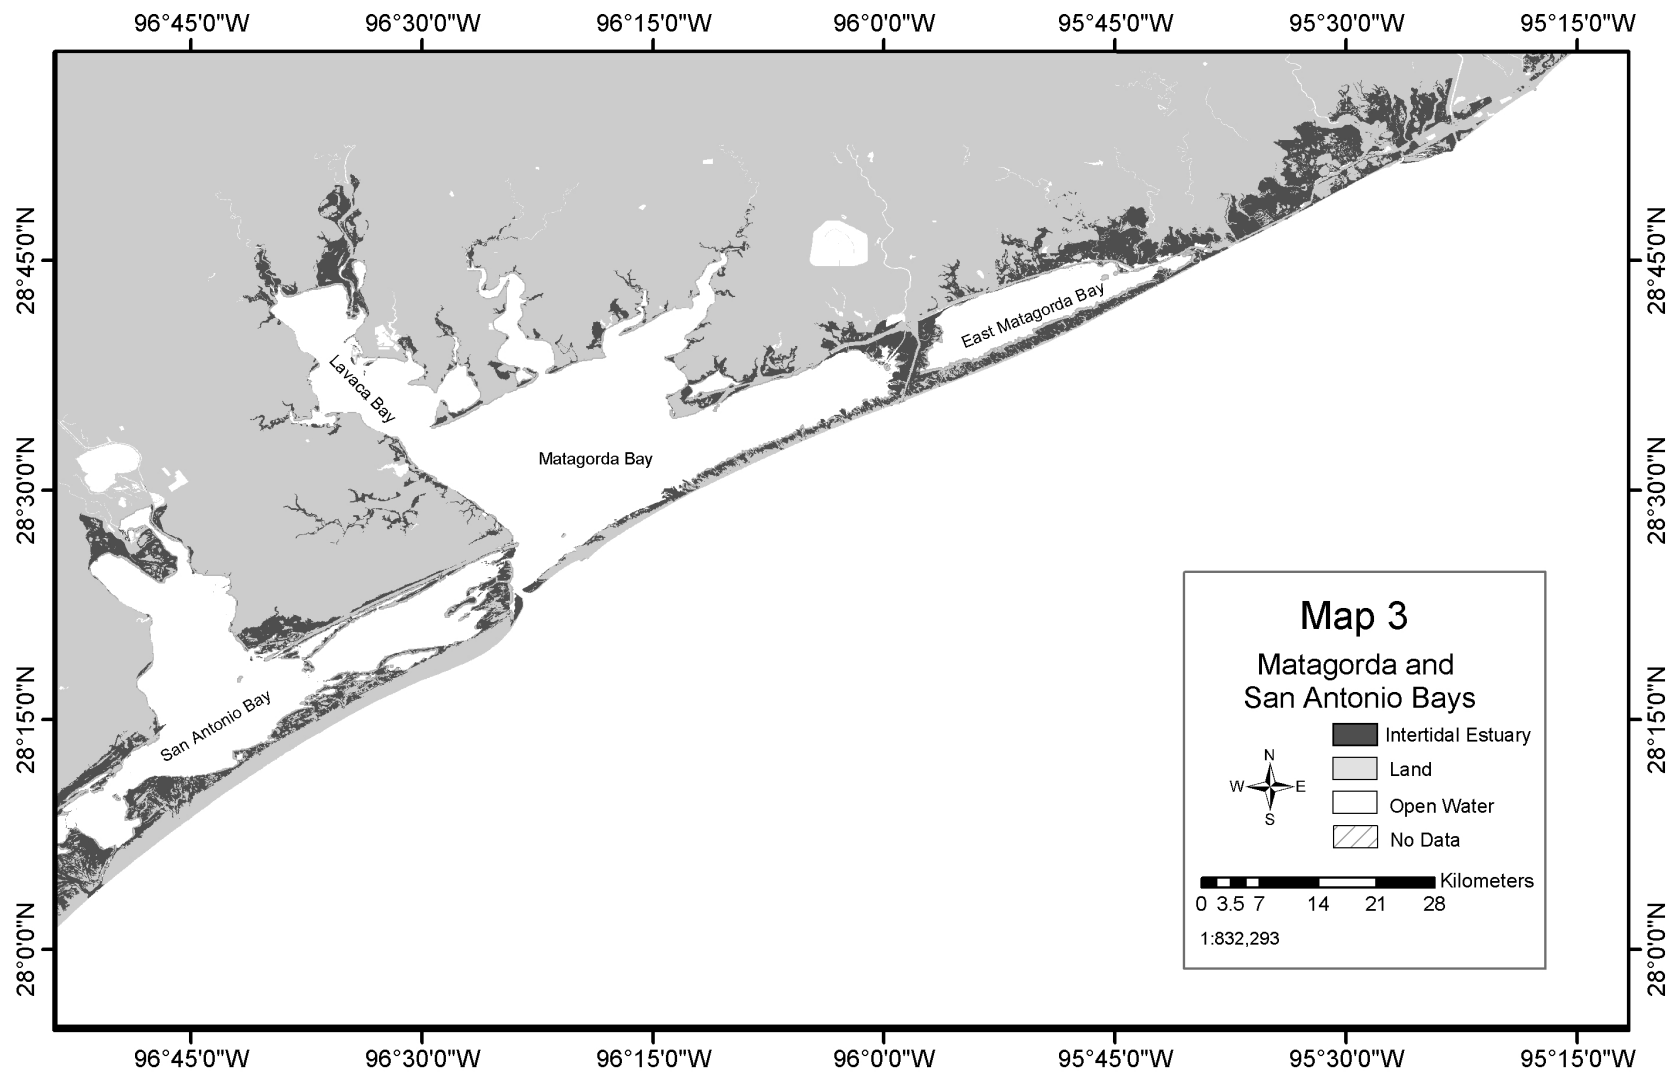 96°45'0"W 96°30'0"W 96°15'0"W 96°0'0"W 95°45'0"W 95°30'0"W 95°15'0"W
28°45'0"N
28°45'0"N
East Matagorda Bay
Lavaca Bay
Matagorda Bay
28°30'0"N
28°30'0"N
San Antonio Bay
28°15'0"N
28°15'0"N
Map 3
Matagorda and
San Antonio Bays
Intertidal Estuary
Land
Open Water
No Data
N
W E
S
Kilometers
0 3.5 7 14 21 28
1:832,293
28°0'0"N
28°0'0"N
96°45'0"W 96°30'0"W 96°15'0"W 96°0'0"W 95°45'0"W 95°30'0"W 95°15'0"W